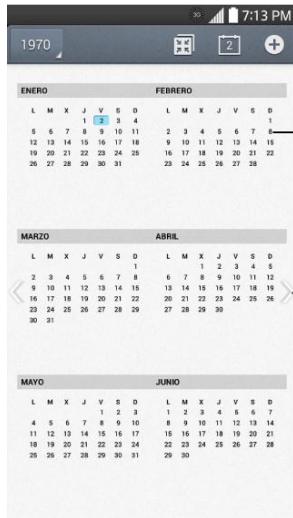 3G 7:13 PM
1970 2
ENERO
L M X J V S D
1 2 3 4
5 6 7 8 9 10 11
12 13 14 15 16 17 18
19 20 21 22 23 24 25
26 27 28 29 30 31
FEBRERO
L M X J V S D
1
2 3 4 5 6 7 8
9 10 11 12 13 14 15
16 17 18 19 20 21 22
23 24 25 26 27 28
MARZO
L M X J V S D
1
2 3 4 5 6 7 8
9 10 11 12 13 14 15
16 17 18 19 20 21 22
23 24 25 26 27 28 29
30 31
ABRIL
L M X J V S D
1 2 3 4 5
6 7 8 9 10 11 12
13 14 15 16 17 18 19
20 21 22 23 24 25 26
27 28 29 30
MAYO
L M X J V S D
1 2 3
4 5 6 7 8 9 10
11 12 13 14 15 16 17
18 19 20 21 22 23 24
25 26 27 28 29 30 31
JUNIO
L M X J V S D
1 2 3 4 5 6 7
8 9 10 11 12 13 14
15 16 17 18 19 20 21
22 23 24 25 26 27 28
29 30